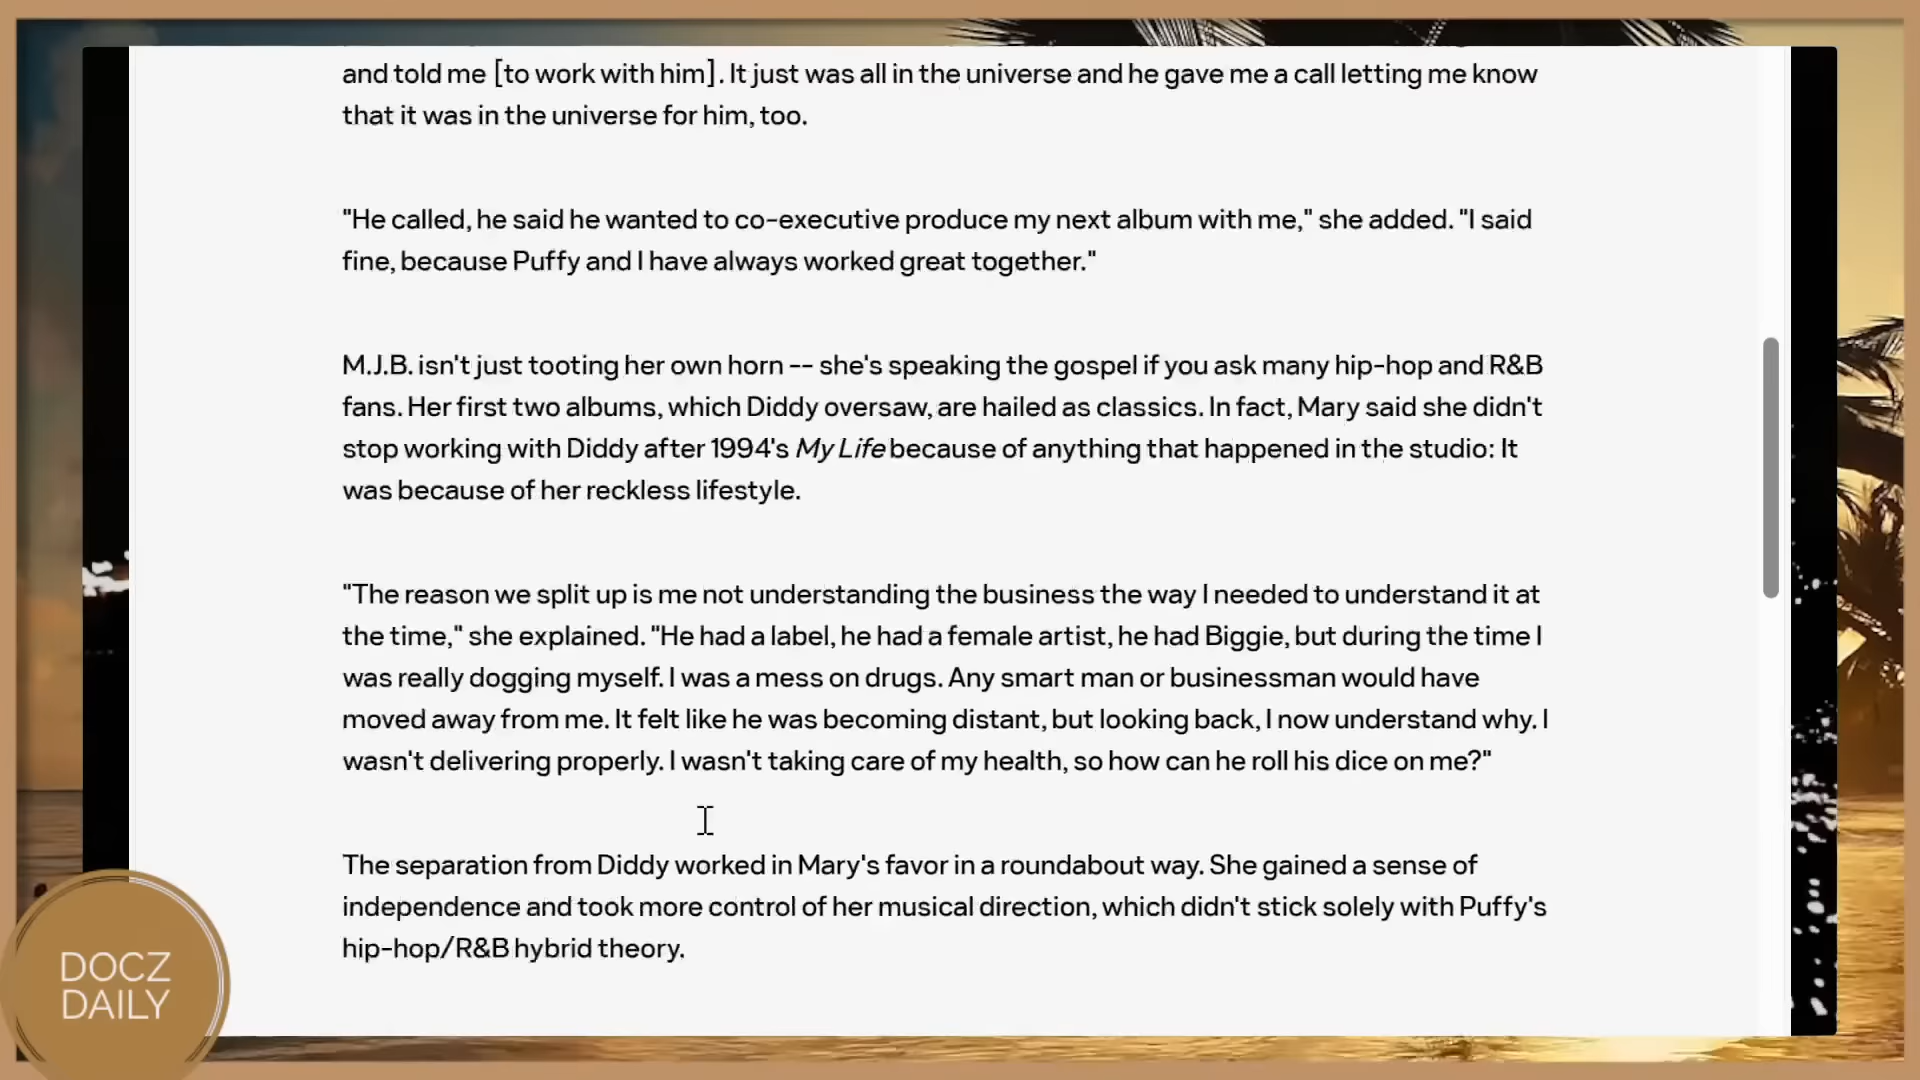 and told me [to work with him]. It just was all in the universe and he gave me a call letting me know
that it was in the universe for him, too.
"He called, he said he wanted to co-executive produce my next album with me," she added. "I said
fine, because Puffy and I have always worked great together."
M.J.B. isn't just tooting her own horn -- she's speaking the gospel if you ask many hip-hop and R&B
fans. Her first two albums, which Diddy oversaw, are hailed as classics. In fact, Mary said she didn't
stop working with Diddy after 1994's My Life because of anything that happened in the studio: It
was because of her reckless lifestyle.
"The reason we split up is me not understanding the business the way I needed to understand it at
the time," she explained. "He had a label, he had a female artist, he had Biggie, but during the time I
was really dogging myself. I was a mess on drugs. Any smart man or businessman would have
moved away from me. It felt like he was becoming distant, but looking back, I now understand why. I
wasn't delivering properly. I wasn't taking care of my health, so how can he roll his dice on me?"
The separation from Diddy worked in Mary's favor in a roundabout way. She gained a sense of
independence and took more control of her musical direction, which didn't stick solely with Puffy's
hip-hop/R&B hybrid theory.
DOCZ
DAILY